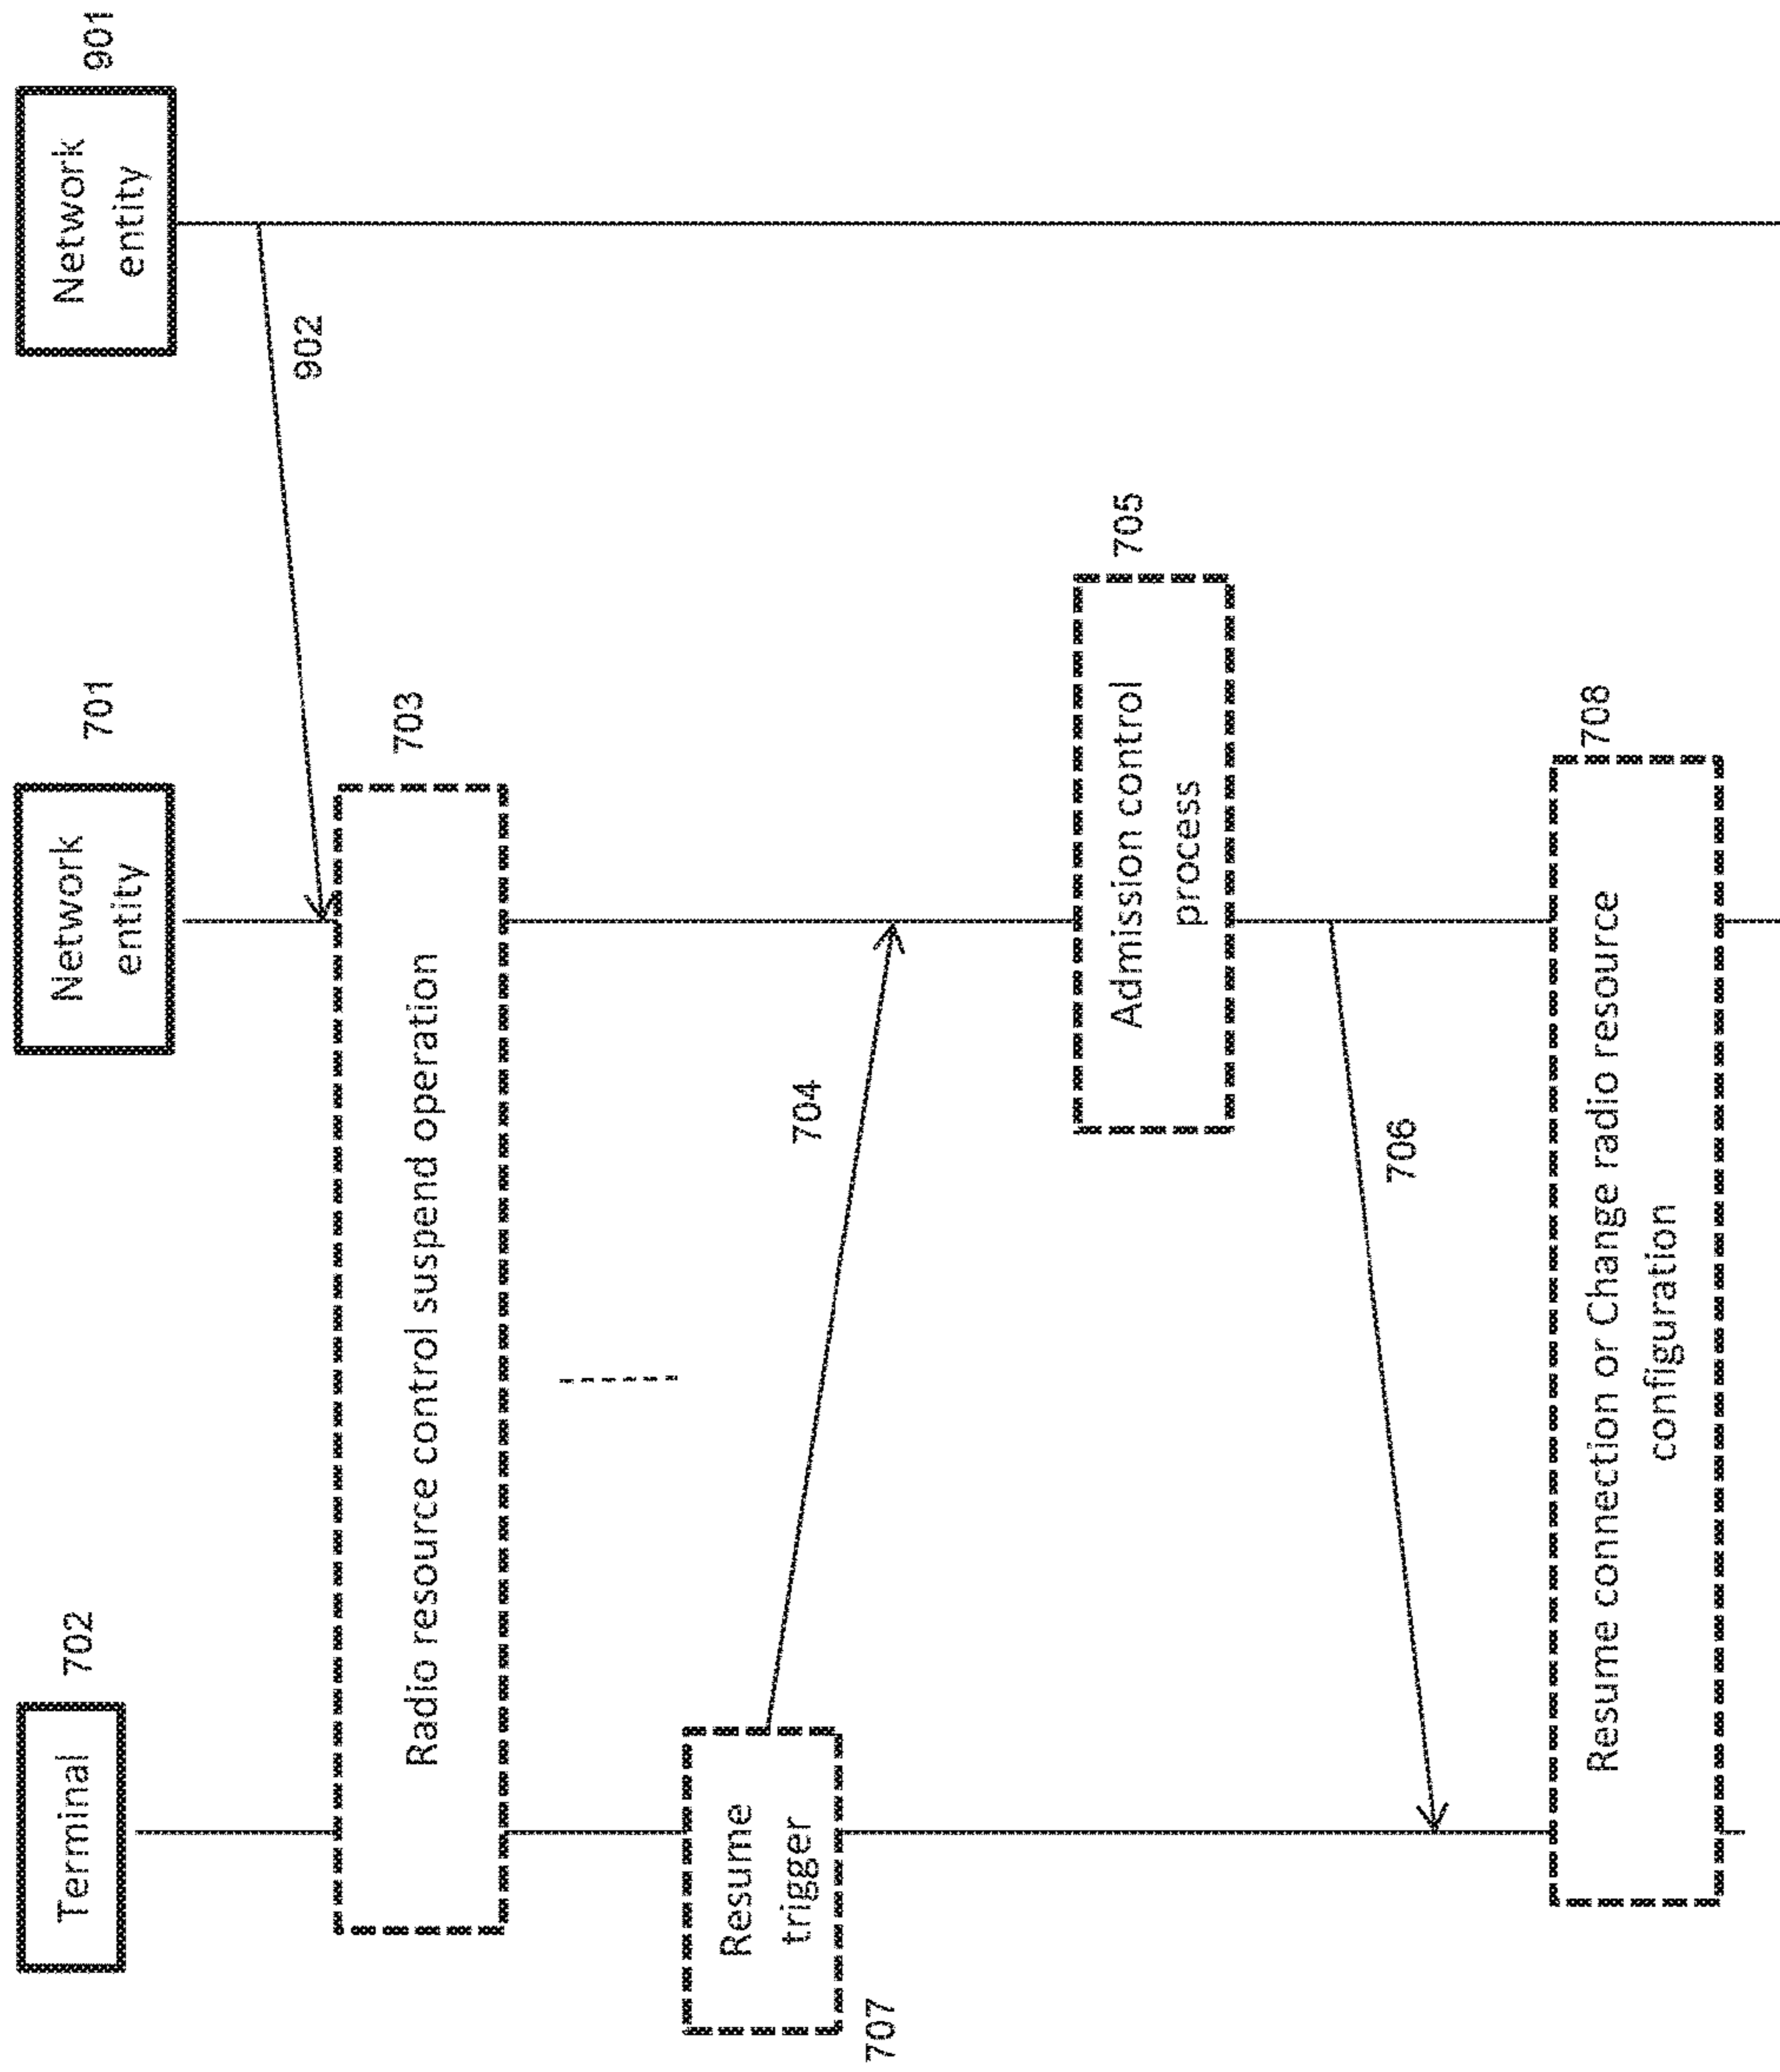 Terminal
702
Network
entity
701
Network
entity
901
902
Radio resource control suspend operation
703
Resume
trigger
707
704
Admission control
process
705
706
Resume connection or Change radio resource
configuration
708